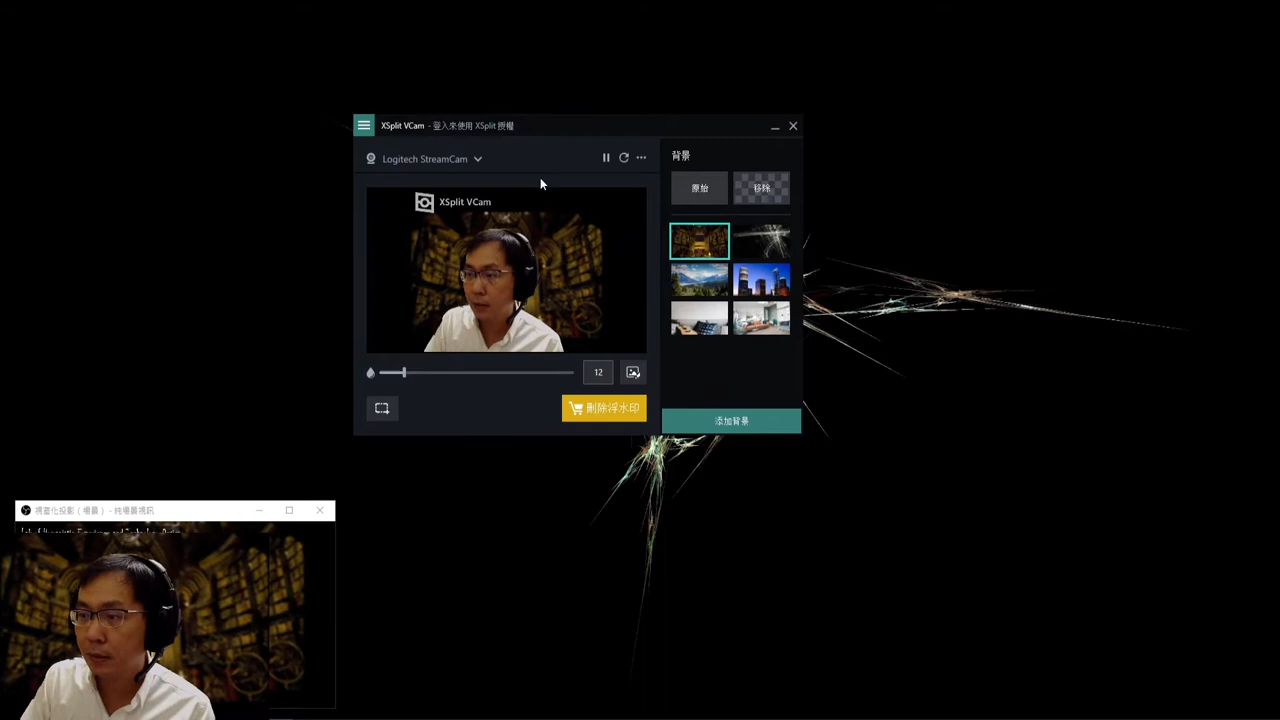 XSplit VCam - 登入來使用 XSplit 授權
Logitech StreamCam
XSplit VCam
12
刪除浮水印
背景
原始
移除
添加背景
視窗化投影（場景）- 純場景視訊